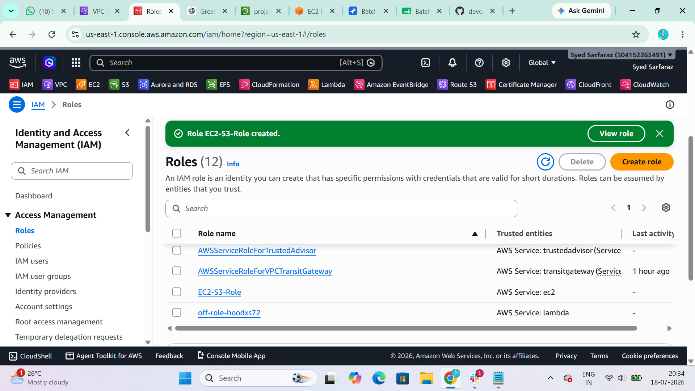 (10) W
VPC |
Roles
Green
projec
EC2 I
Batch
Batch
devo
Ask Gemini
us-east-1.console.aws.amazon.com/iam/home?region=us-east-1#/roles
aws
Search
[Alt+S]
Global
Syed Sarfaraz (304152263491)
Syed Sarfaraz
IAM
VPC
EC2
S3
Aurora and RDS
EFS
CloudFormation
Lambda
Amazon EventBridge
Route 53
Certificate Manager
CloudFront
CloudWatch
IAM
Roles
Identity and Access
Management (IAM)
Search IAM
Dashboard
Access Management
Roles
Policies
IAM users
IAM user groups
Identity providers
Account settings
Root access management
Temporary delegation requests
Role EC2-S3-Role created.
View role
Roles (12) Info
Delete
Create role
An IAM role is an identity you can create that has specific permissions with credentials that are valid for short durations. Roles can be assumed by
entities that you trust.
Search
1
Role name
Trusted entities
Last activity
AWSServiceRoleForTrustedAdvisor
AWS Service: trustedadvisor (Service
-
AWSServiceRoleForVPCTransitGateway
AWS Service: transitgateway (Service
1 hour ago
EC2-S3-Role
AWS Service: ec2
-
off-role-hoodxs72
AWS Service: lambda
-
CloudShell
Agent Toolkit for AWS
Feedback
Console Mobile App
© 2026, Amazon Web Services, Inc. or its affiliates.
Privacy
Terms
Cookie preferences
26°C
Mostly cloudy
Search
ENG
IN
20:34
18-07-2026